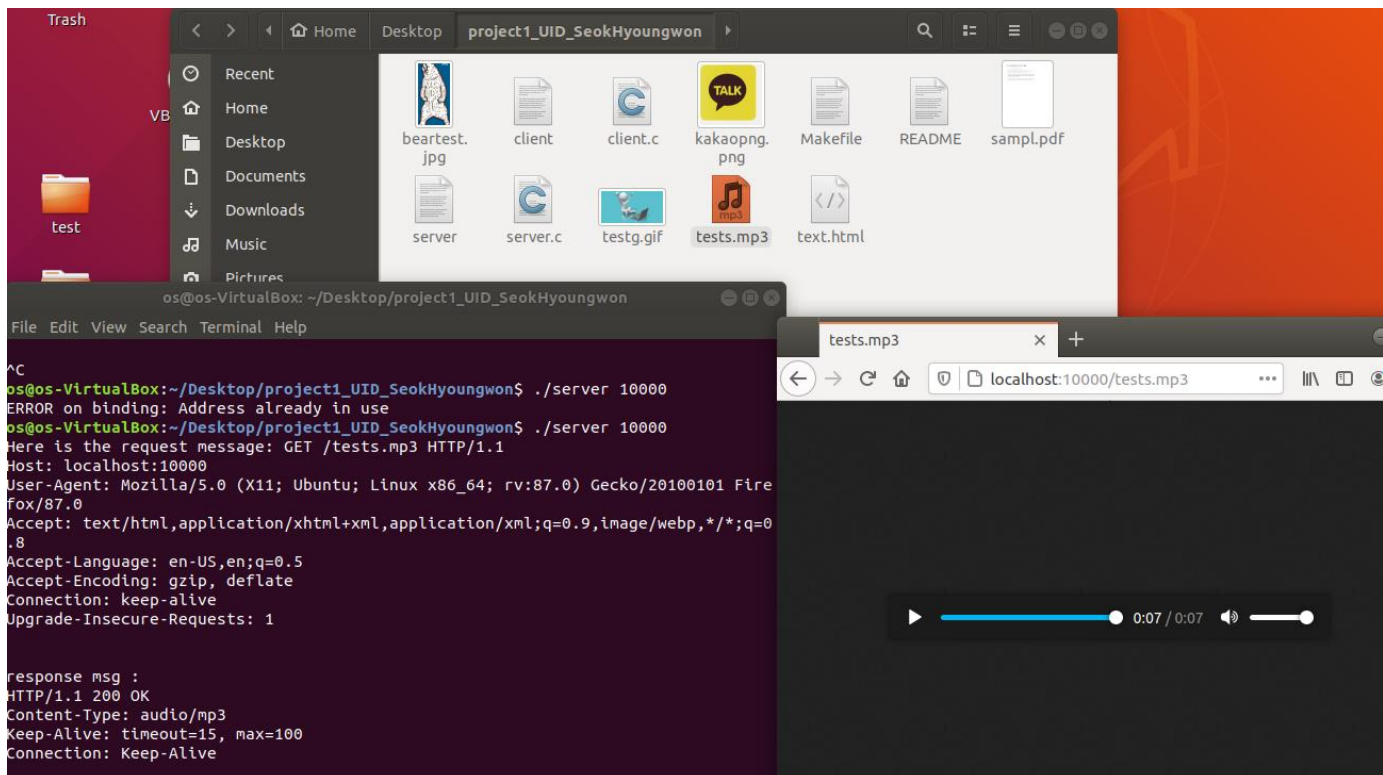 Trash
VB
test
Home
Desktop
project1_UID_SeokHyoungwon
Recent
Home
Desktop
Documents
Downloads
Music
Pictures
beartest.
jpg
client
client.c
TALK
kakaopng.
png
Makefile
README
sampl.pdf
server
server.c
testg.gif
mp3
tests.mp3
text.html
os@os-VirtualBox: ~/Desktop/project1_UID_SeokHyoungwon
File Edit View Search Terminal Help
^C
os@os-VirtualBox:~/Desktop/project1_UID_SeokHyoungwon$ ./server 10000
ERROR on binding: Address already in use
os@os-VirtualBox:~/Desktop/project1_UID_SeokHyoungwon$ ./server 10000
Here is the request message: GET /tests.mp3 HTTP/1.1
Host: localhost:10000
User-Agent: Mozilla/5.0 (X11; Ubuntu; Linux x86_64; rv:87.0) Gecko/20100101 Fire
fox/87.0
Accept: text/html,application/xhtml+xml,application/xml;q=0.9,image/webp,*/*;q=0
.8
Accept-Language: en-US,en;q=0.5
Accept-Encoding: gzip, deflate
Connection: keep-alive
Upgrade-Insecure-Requests: 1
response msg :
HTTP/1.1 200 OK
Content-Type: audio/mp3
Keep-Alive: timeout=15, max=100
Connection: Keep-Alive
tests.mp3
localhost:10000/tests.mp3
0:07 / 0:07